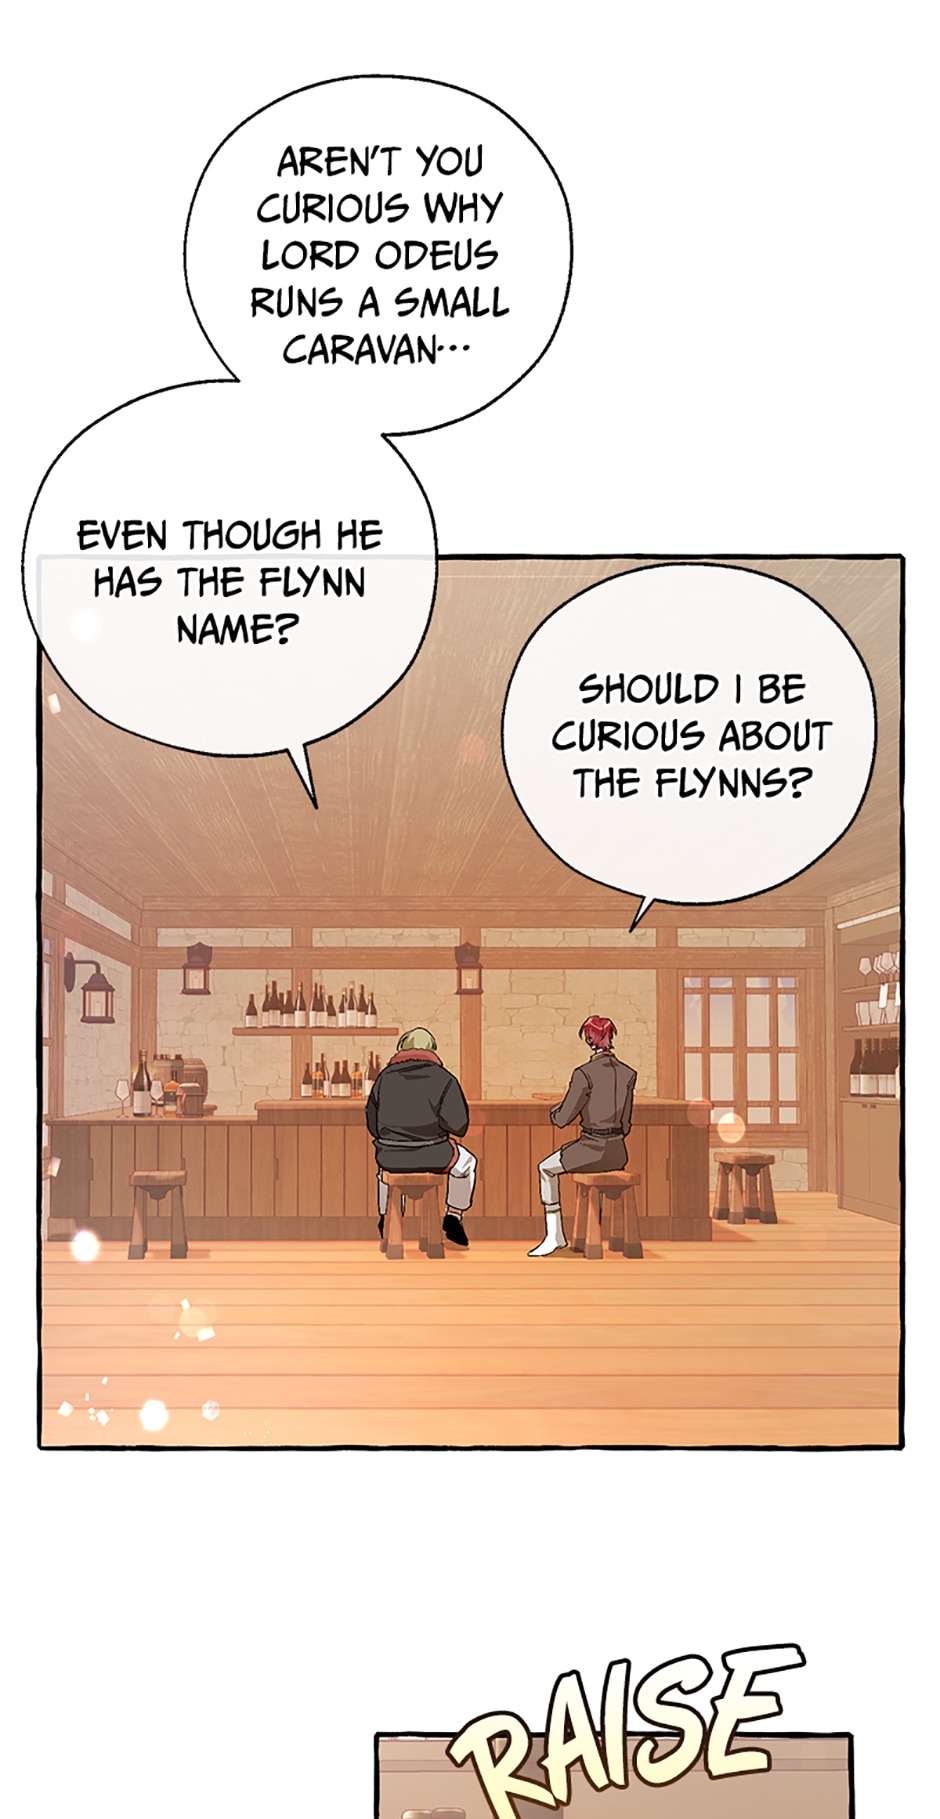 AREN'T YOU
CURIOUS WHY
LORD ODEUS
RUNS A SMALL
CARAVAN...
EVEN THOUGH HE
HAS THE FLYNN
NAME?
SHOULD I BE
CURIOUS ABOUT
THE FLYNNS?
RAISE